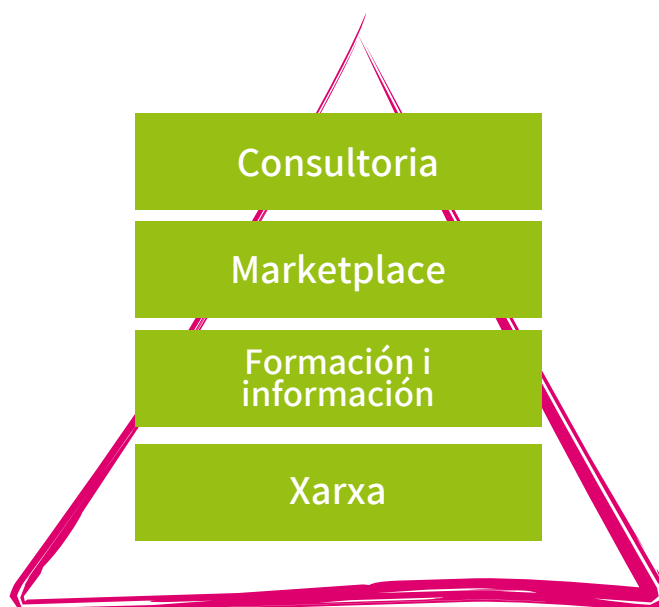 Consultoria
Marketplace
Formación i
información
Xarxa